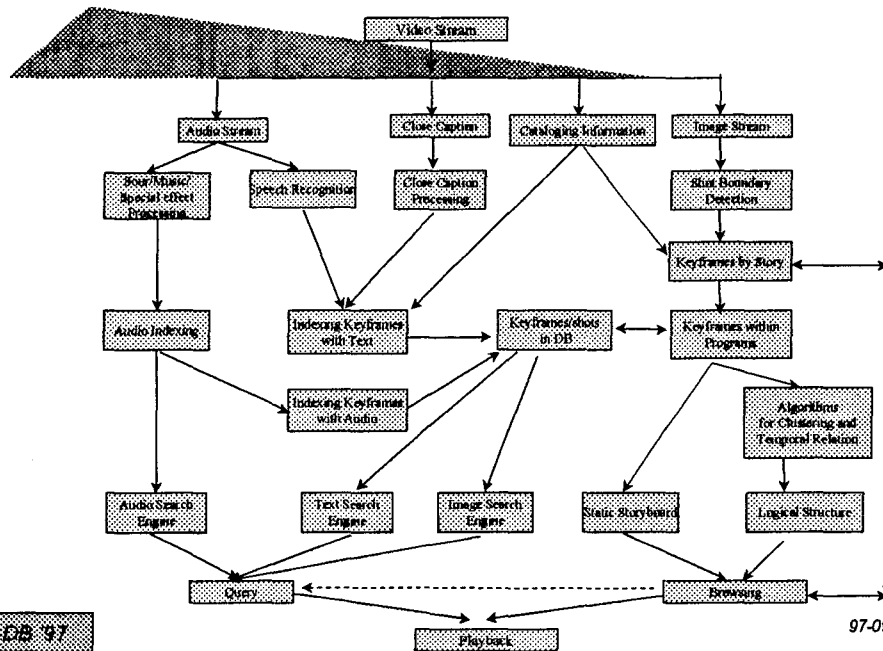 Video Stream
Audio Stream
Close Caption
Cataloging Information
Image Stream
Sour/Music/
Special effect
Processing
Speech Recognition
Close Caption
Processing
Shot Boundary
Detection
Keyframes by Story
Audio Indexing
Indexing Keyframes
with Text
Keyframes/shots
in DB
Keyframes within
Programs
Indexing Keyframes
with Audio
Algorithms
for Clustering and
Temporal Relation
Audio Search
Engine
Text Search
Engine
Image Search
Engine
Static Storyboard
Logical Structure
Query
Browsing
Playback
DB '97
97-0